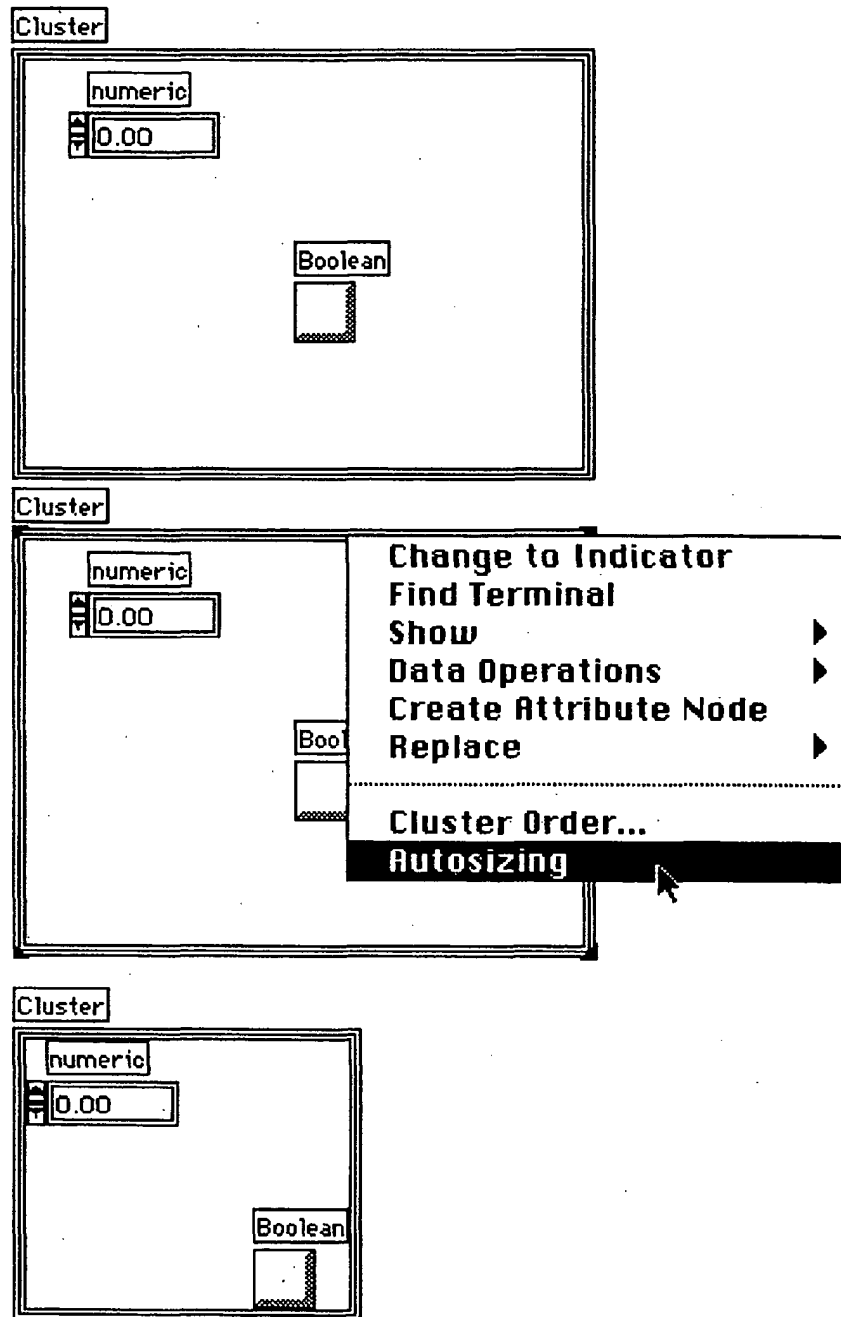 Cluster
numeric
0.00
Boolean
Cluster
numeric
0.00
Bool
Change to Indicator
Find Terminal
Show
Data Operations
Create Attribute Node
Replace
Cluster Order...
Autosizing
Cluster
numeric
0.00
Boolean